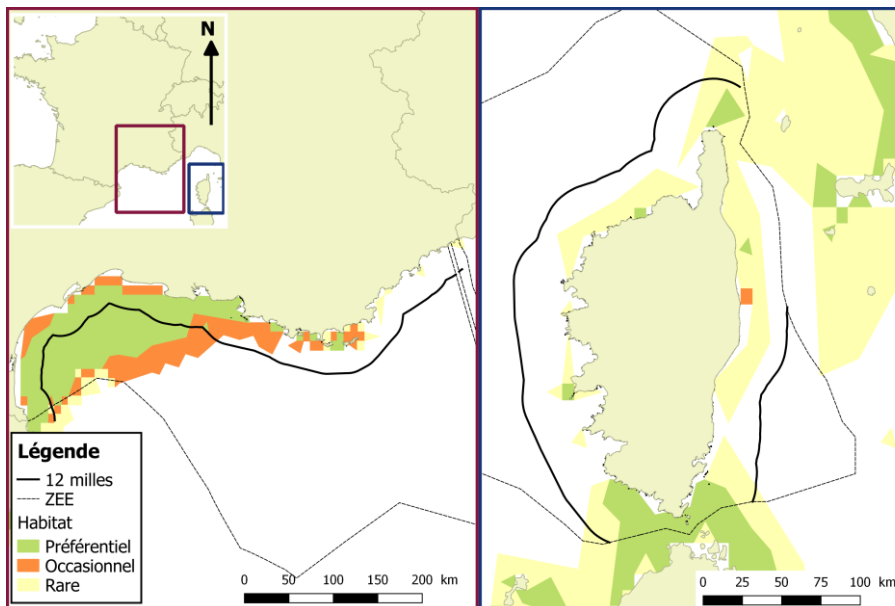 N
Légende
12 milles
ZEE
Habitat
Préférentiel
Occasionnel
Rare
0 50 100 150 200 km
0 25 50 75 100 km